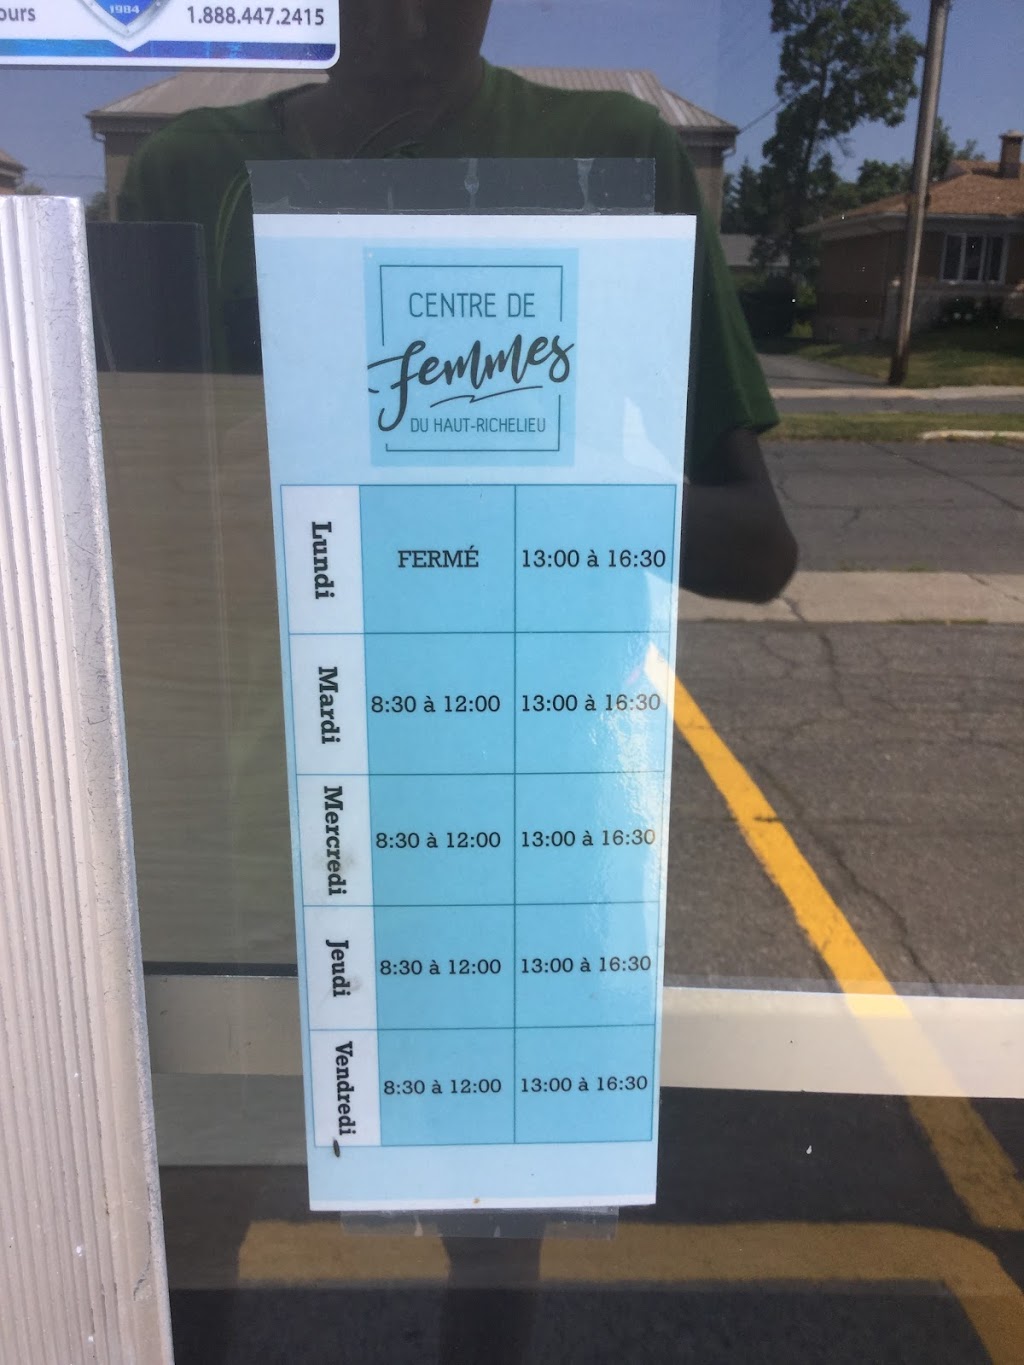 ours
1984
1.888.447.2415
CENTRE DE
Femmes
DU HAUT-RICHELIEU
Lundi FERMÉ 13:00 à 16:30
Mardi 8:30 à 12:00 13:00 à 16:30
Mercredi 8:30 à 12:00 13:00 à 16:30
Jeudi 8:30 à 12:00 13:00 à 16:30
Vendredi 8:30 à 12:00 13:00 à 16:30